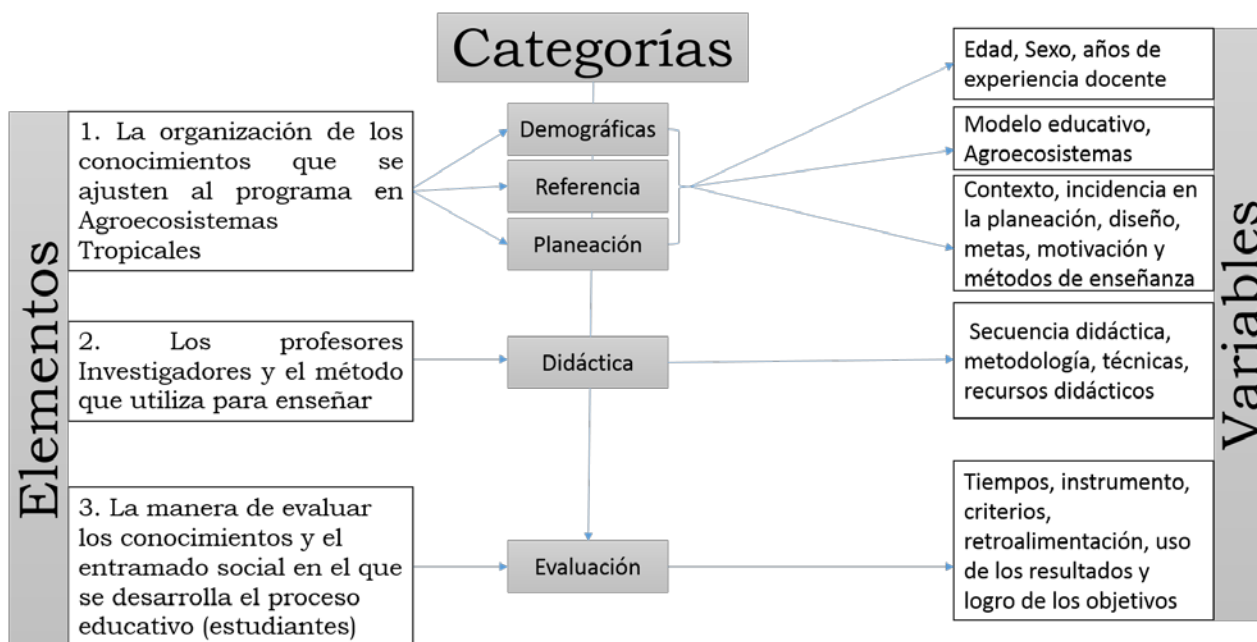 Categorías
Elementos
1. La organización de los
conocimientos que se
ajusten al programa en
Agroecosistemas
Tropicales
2. Los profesores
Investigadores y el método
que utiliza para enseñar
3. La manera de evaluar
los conocimientos y el
entramado social en el que
se desarrolla el proceso
educativo (estudiantes)
Demográficas
Referencia
Planeación
Didáctica
Evaluación
Edad, Sexo, años de
experiencia docente
Modelo educativo,
Agroecosistemas
Contexto, incidencia en
la planeación, diseño,
metas, motivación y
métodos de enseñanza
Secuencia didáctica,
metodología, técnicas,
recursos didácticos
Tiempos, instrumento,
criterios,
retroalimentación, uso
de los resultados y
logro de los objetivos
Variables